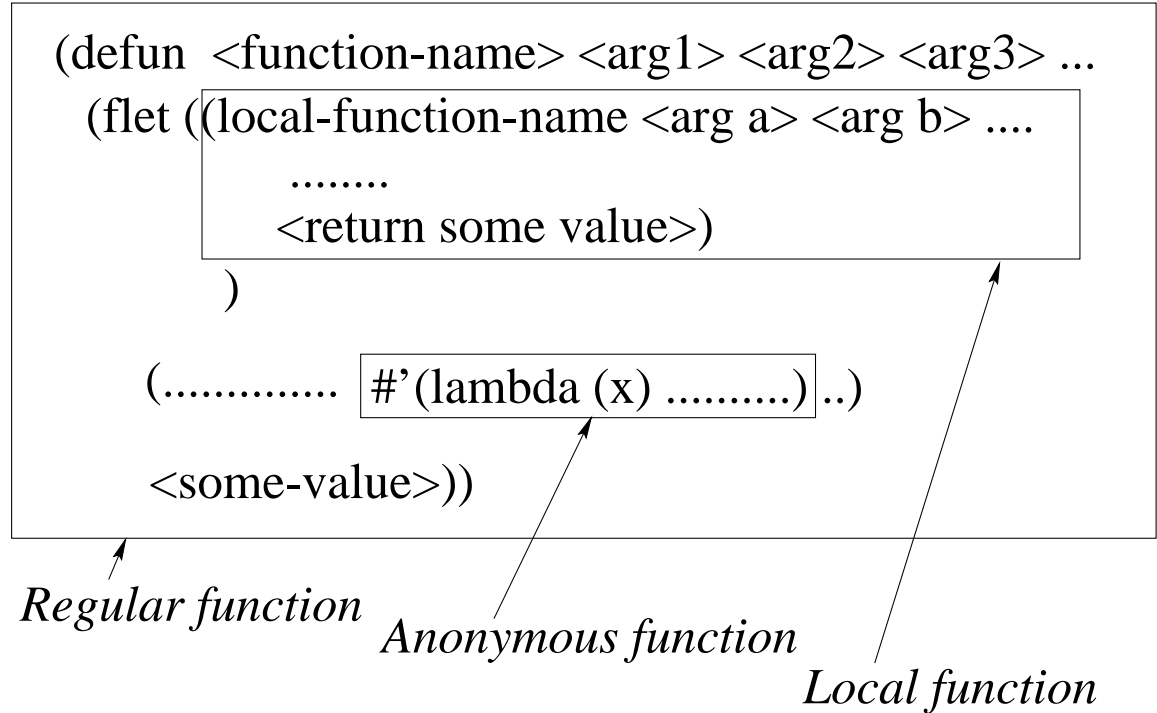 (defun <function-name> <arg1> <arg2> <arg3> ...
(flet ((local-function-name <arg a> <arg b> ....
........
<return some value>)
)
(.............. #’(lambda (x) ..........) ..)
<some-value>))
Regular function
Anonymous function
Local function